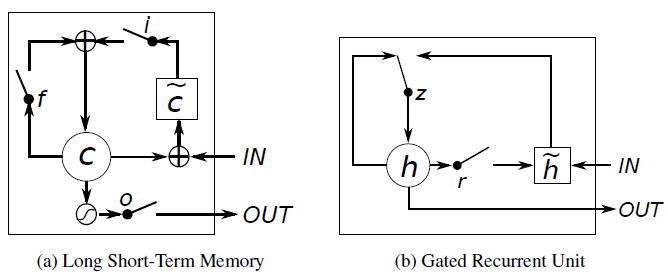 i
f
c̃
c
IN
o
OUT
(a) Long Short-Term Memory
z
h
r
h̃
IN
OUT
(b) Gated Recurrent Unit